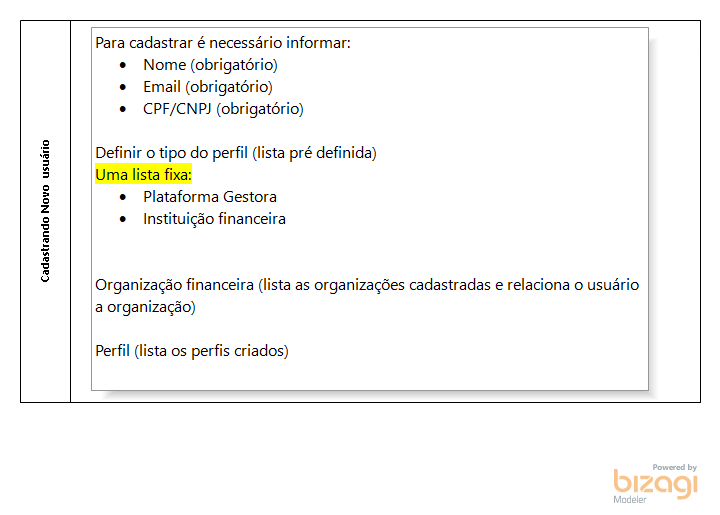 Cadastrando Novo usuário
Para cadastrar é necessário informar:
• Nome (obrigatório)
• Email (obrigatório)
• CPF/CNPJ (obrigatório)
Definir o tipo do perfil (lista pré definida)
Uma lista fixa:
• Plataforma Gestora
• Instituição financeira
Organização financeira (lista as organizações cadastradas e relaciona o usuário
a organização)
Perfil (lista os perfis criados)
Powered by
bizagi
Modeler